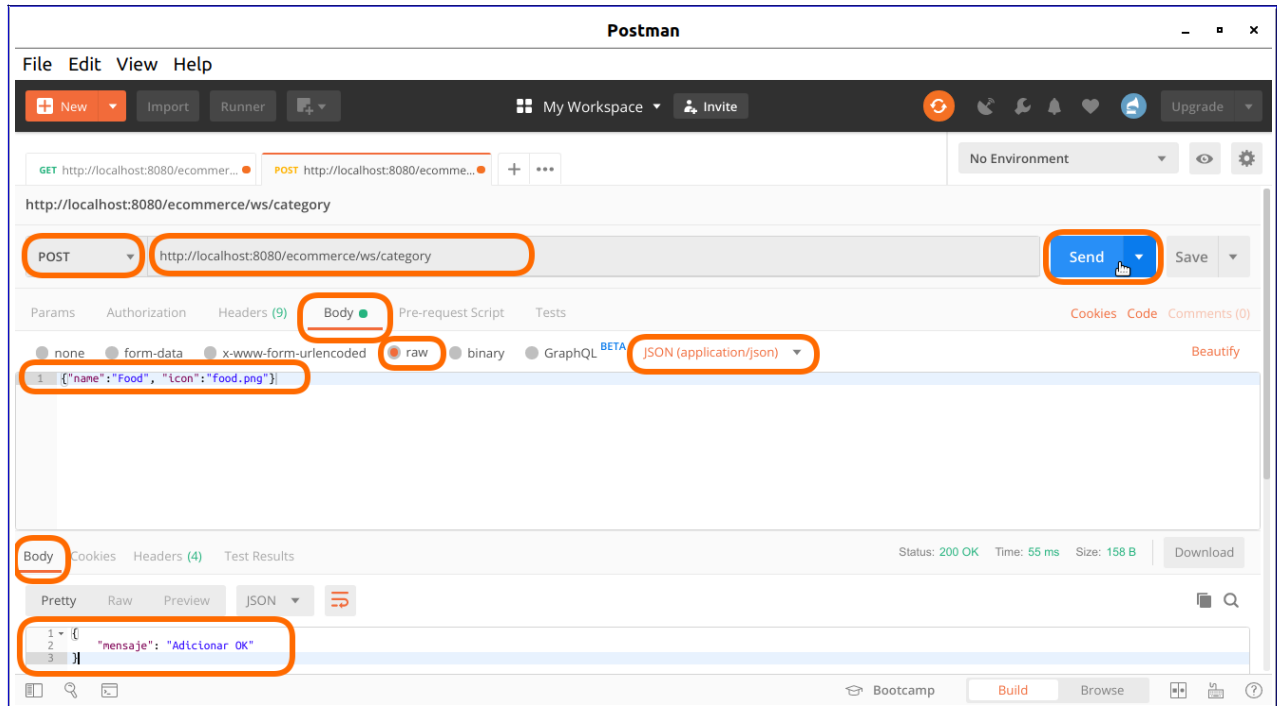 Postman
File Edit View Help
New Import Runner My Workspace Invite Upgrade
GET http://localhost:8080/ecommer... POST http://localhost:8080/ecomme... No Environment
http://localhost:8080/ecommerce/ws/category
POST http://localhost:8080/ecommerce/ws/category Send Save
Params Authorization Headers (9) Body Pre-request Script Tests Cookies Code Comments (0)
none form-data x-www-form-urlencoded raw binary GraphQL BETA JSON (application/json) Beautify
1 {"name":"Food", "icon":"food.png"}
Body Cookies Headers (4) Test Results Status: 200 OK Time: 55 ms Size: 158 B Download
Pretty Raw Preview JSON
1 {
2 "mensaje": "Adicionar OK"
3 }
Bootcamp Build Browse